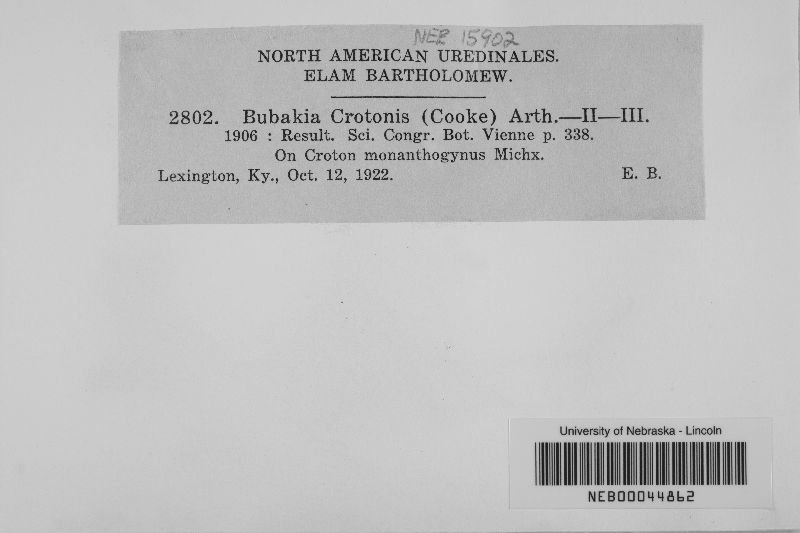 NEB 15902
NORTH AMERICAN UREDINALES.
ELAM BARTHOLOMEW.
2802. Bubakia Crotonis (Cooke) Arth.—II—III.
1906 : Result. Sci. Congr. Bot. Vienne p. 338.
On Croton monanthogynus Michx.
Lexington, Ky., Oct. 12, 1922. E. B.
University of Nebraska - Lincoln
NEB00044862